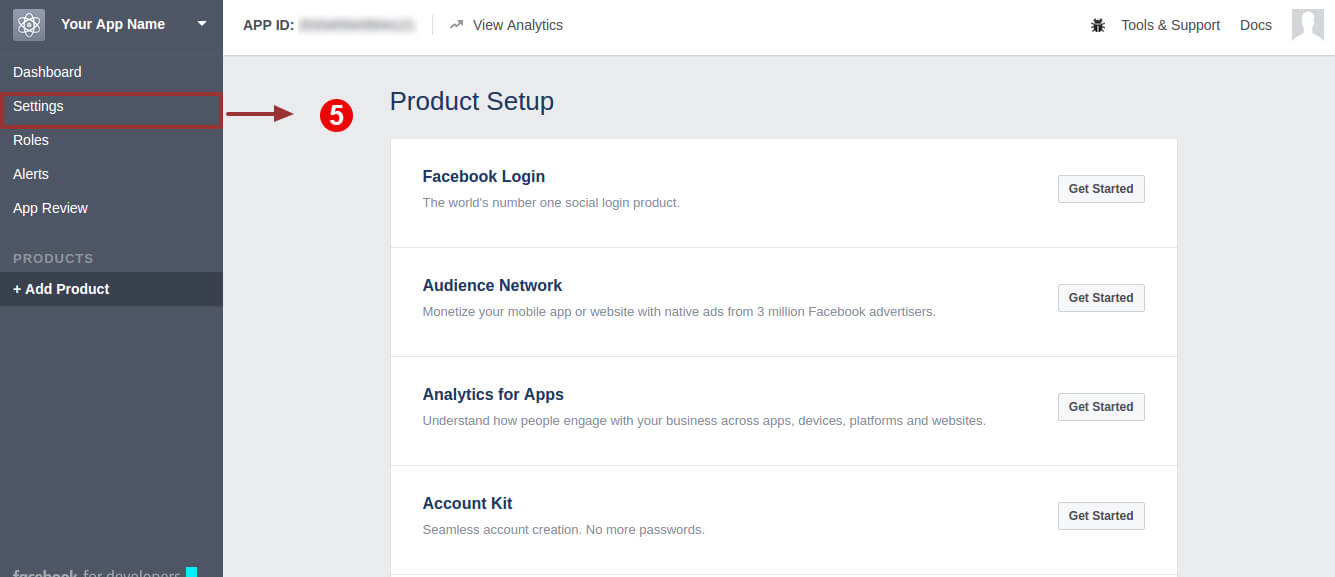 Your App Name
APP ID:
View Analytics
Tools & Support
Docs
Dashboard
Settings
Roles
Alerts
App Review
PRODUCTS
+ Add Product
facebook for developers
5
Product Setup
Facebook Login
The world's number one social login product.
Get Started
Audience Network
Monetize your mobile app or website with native ads from 3 million Facebook advertisers.
Get Started
Analytics for Apps
Understand how people engage with your business across apps, devices, platforms and websites.
Get Started
Account Kit
Seamless account creation. No more passwords.
Get Started